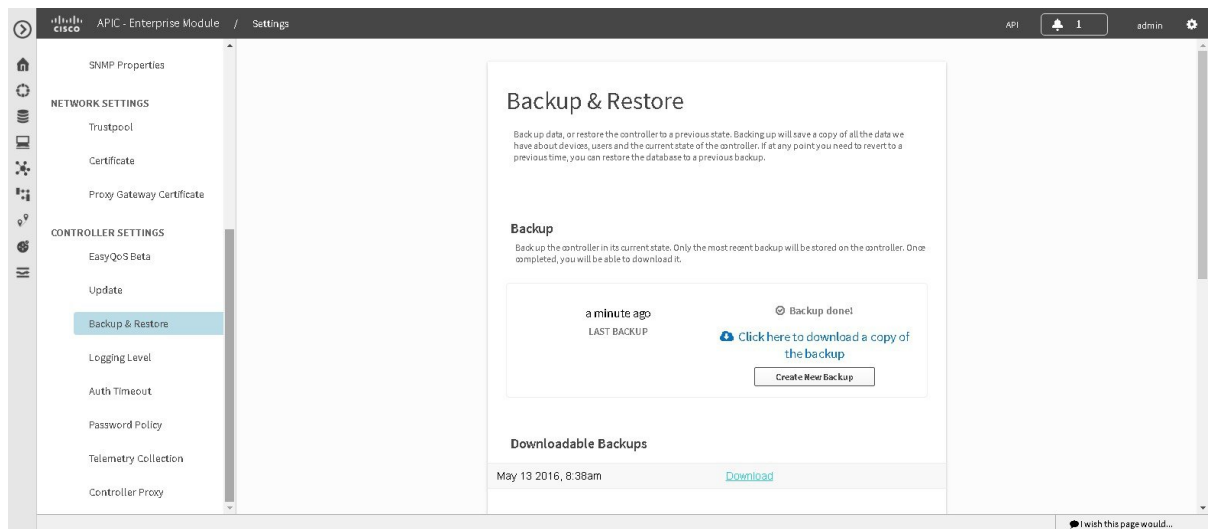 cisco APIC - Enterprise Module / Settings API 1 admin
SNMP Properties
NETWORK SETTINGS
Trustpool
Certificate
Proxy Gateway Certificate
CONTROLLER SETTINGS
EasyQoS Beta
Update
Backup & Restore
Logging Level
Auth Timeout
Password Policy
Telemetry Collection
Controller Proxy
Backup & Restore
Back up data, or restore the controller to a previous state. Backing up will save a copy of all the data we
have about devices, users and the current state of the controller. If at any point you need to revert to a
previous time, you can restore the database to a previous backup.
Backup
Back up the controller in its current state. Only the most recent backup will be stored on the controller. Once
completed, you will be able to download it.
a minute ago
LAST BACKUP
Backup done!
Click here to download a copy of
the backup
Create New Backup
Downloadable Backups
May 13 2016, 8:38am Download
I wish this page would...